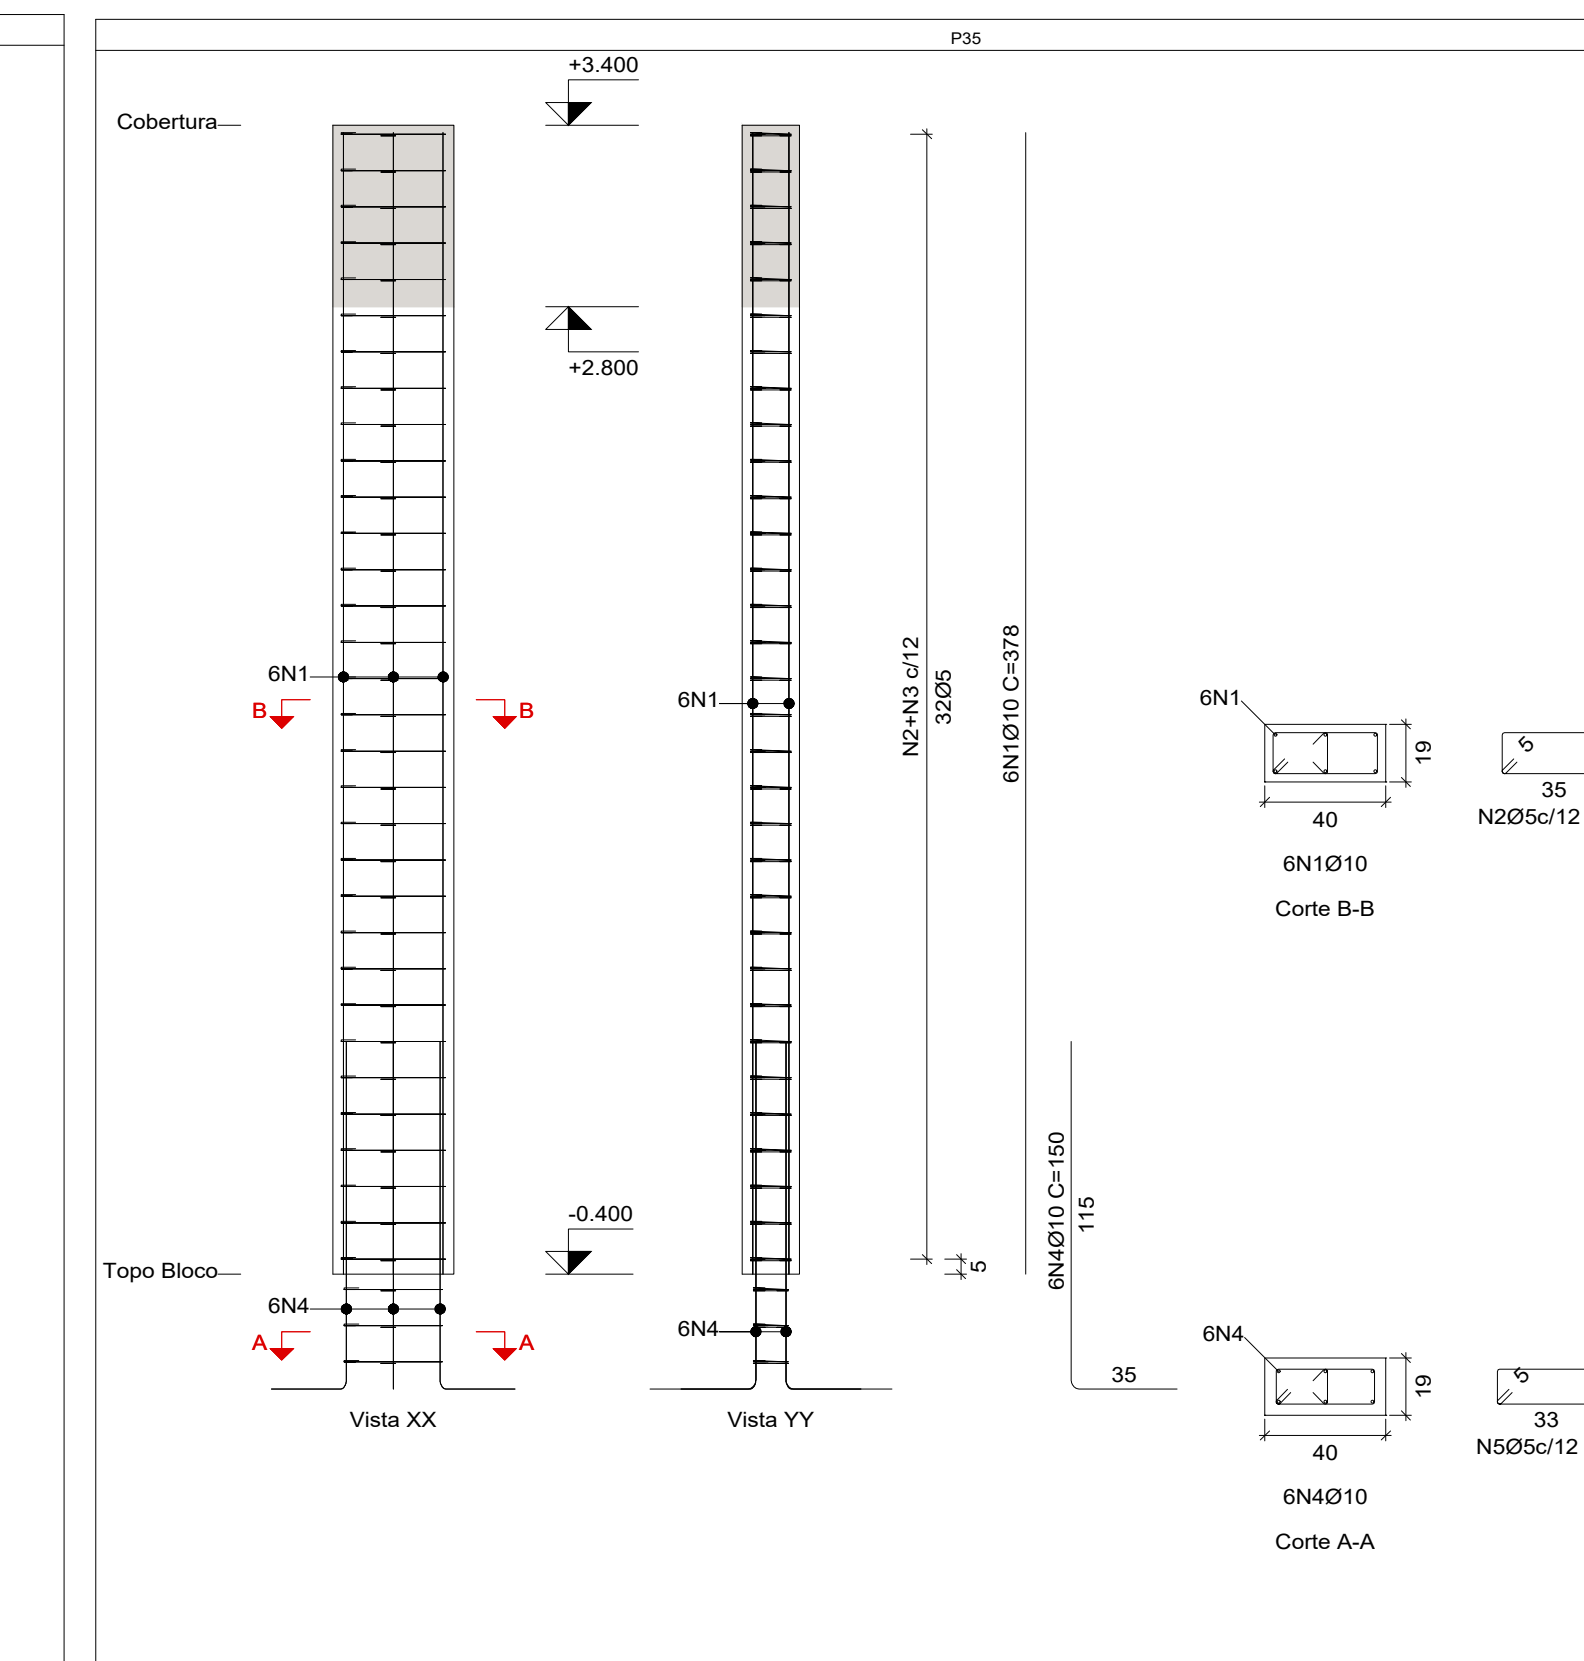 P35
+3.400
Cobertura
+2.800
6N1
B
B
6N1
N2+N3 c/12
32Ø5
6N1Ø10 C=378
6N1
19
40
6N1Ø10
Corte B-B
5
35
N2Ø5c/12
-0.400
Topo Bloco
5
6N4
A
A
6N4
Vista XX
Vista YY
6N4Ø10 C=150
115
35
6N4
19
40
6N4Ø10
Corte A-A
5
33
N5Ø5c/12